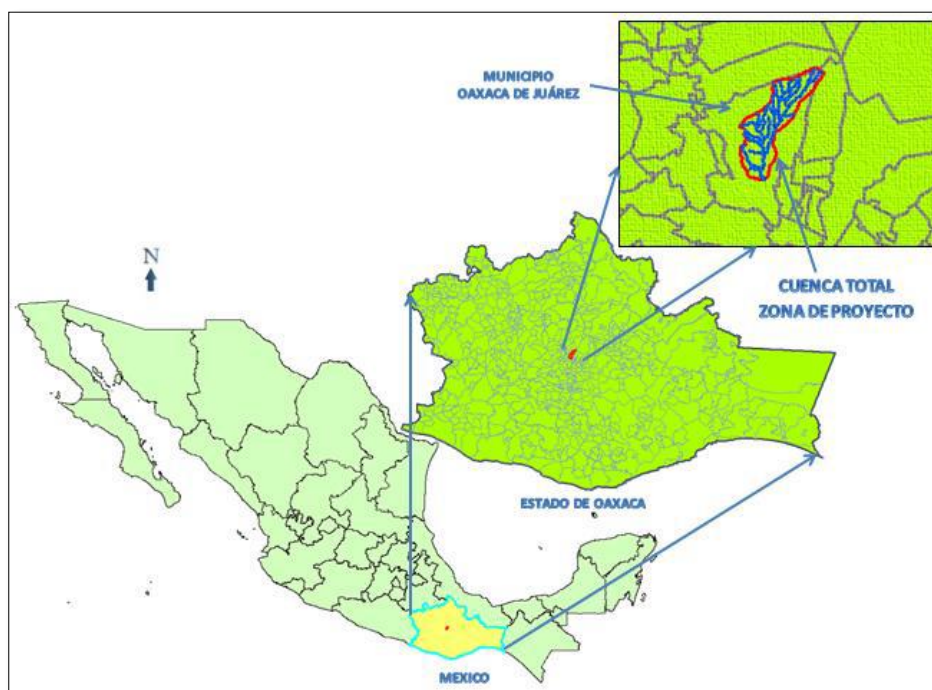 MUNICIPIO
OAXACA DE JUÁREZ
N
CUENCA TOTAL
ZONA DE PROYECTO
ESTADO DE OAXACA
MEXICO